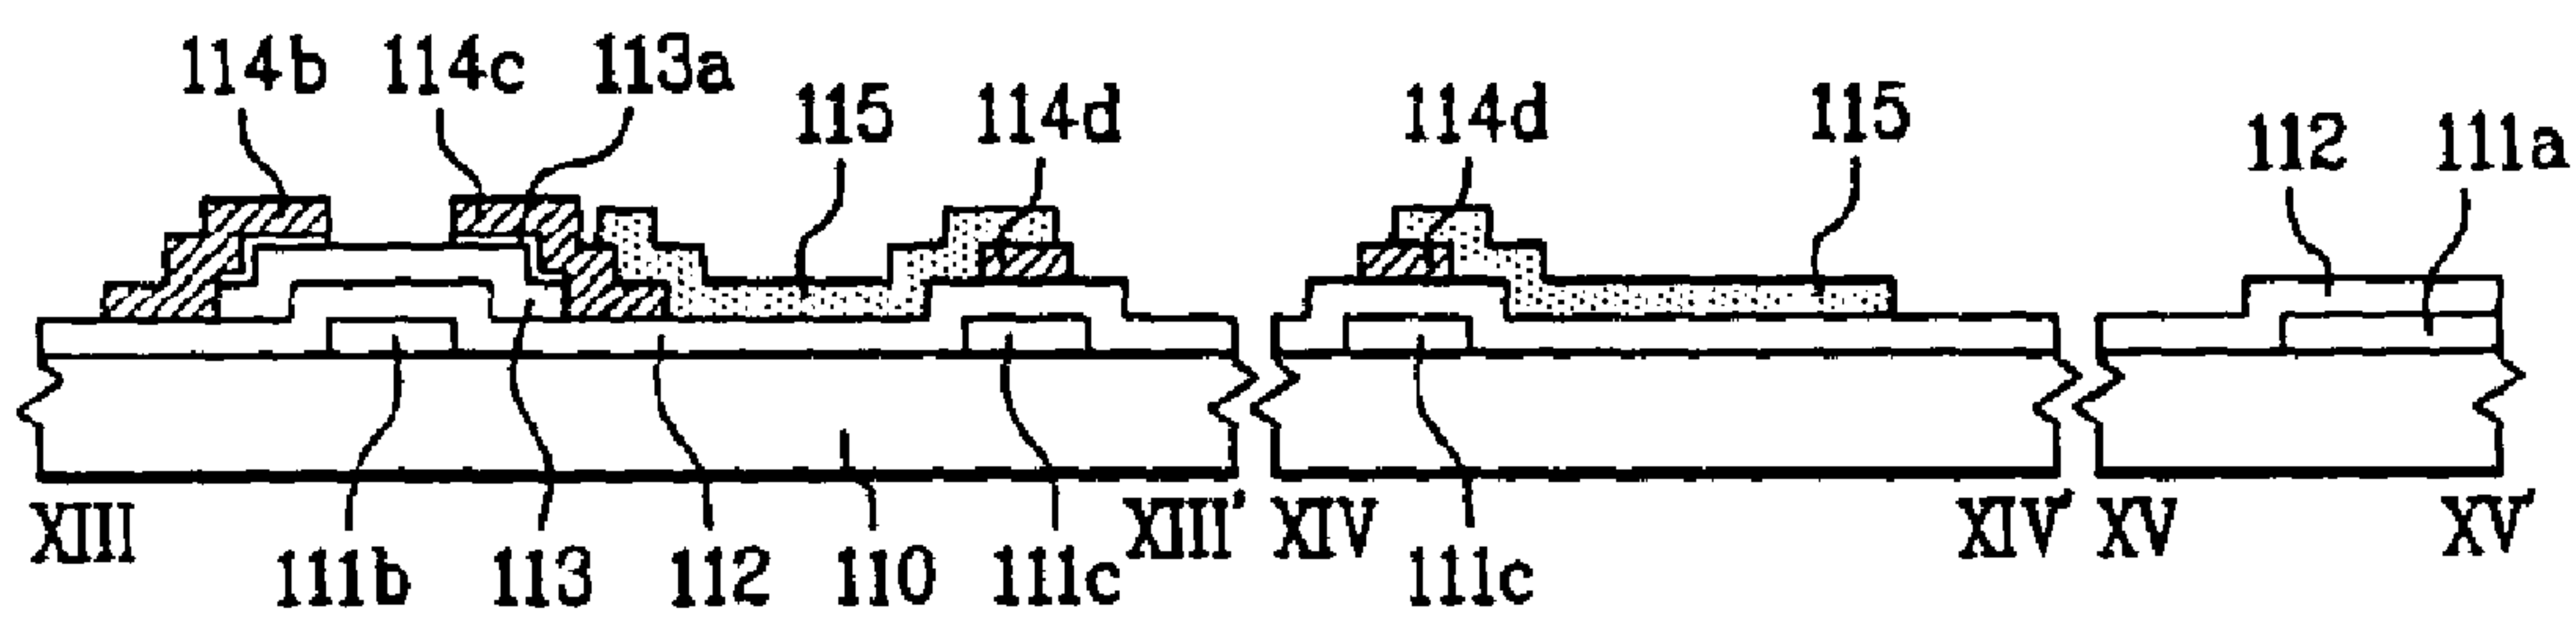 114b 114c 113a 115 114d 114d 115 112 111a
XIII XIII' XIV XIV' XV XV'
111b 113 112 110 111c 111c